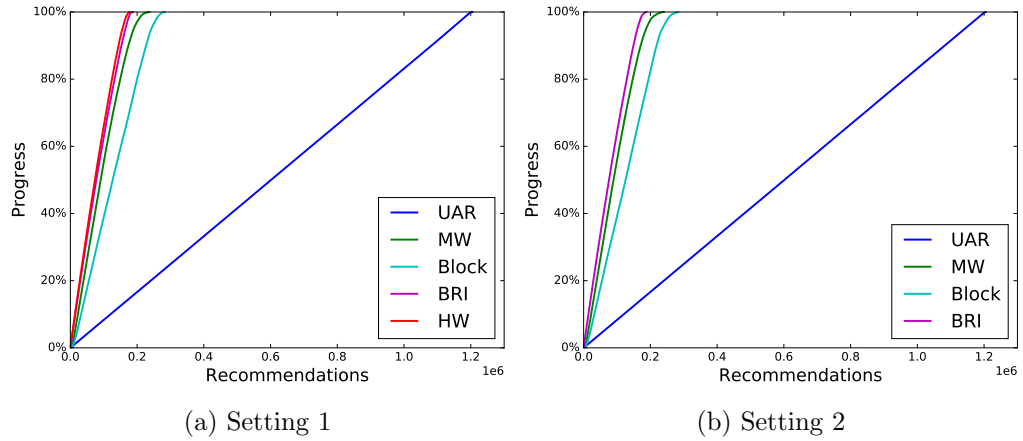 100%
80%
60%
40%
20%
0%
Progress
0.0 0.2 0.4 0.6 0.8 1.0 1.2
1e6
Recommendations
UAR
MW
Block
BRI
HW
(a) Setting 1
100%
80%
60%
40%
20%
0%
Progress
0.0 0.2 0.4 0.6 0.8 1.0 1.2
1e6
Recommendations
UAR
MW
Block
BRI
(b) Setting 2